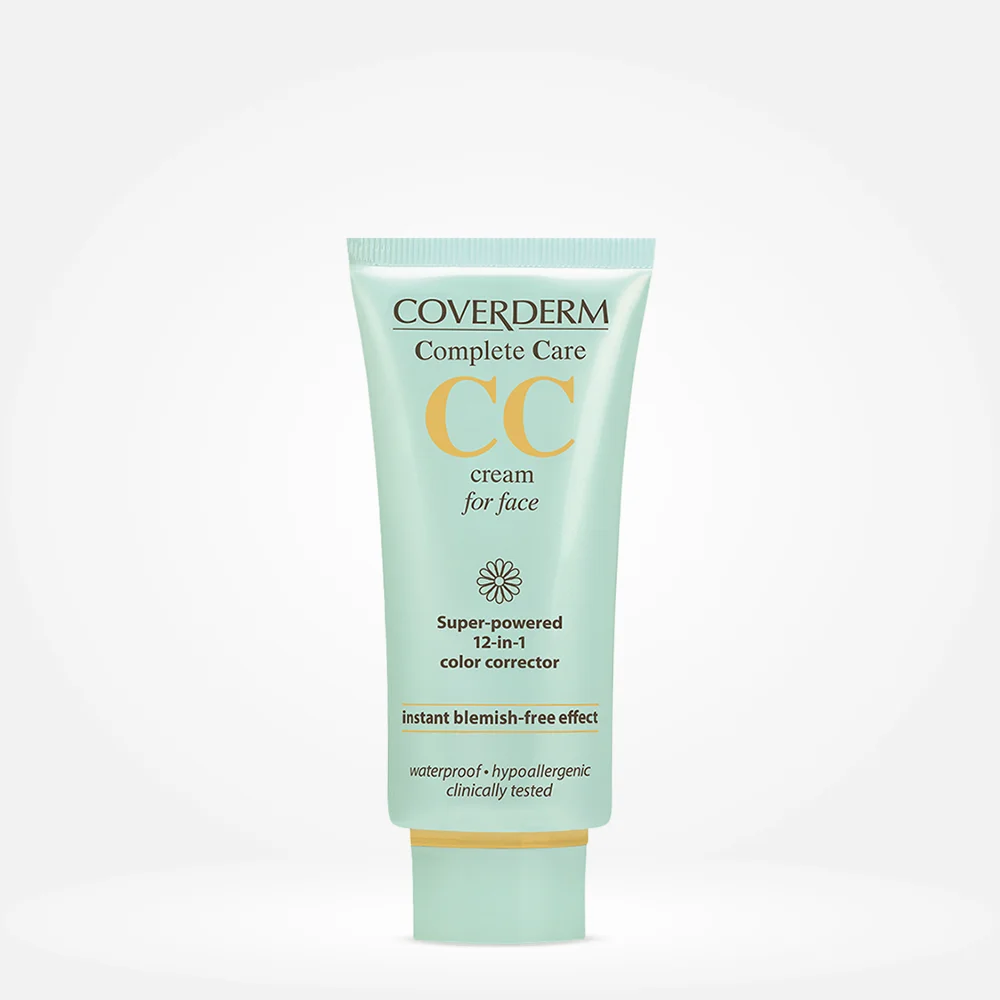 COVERDERM
Complete Care
CC
cream
for face
Super-powered
12-in-1
color corrector
instant blemish-free effect
waterproof • hypoallergenic
clinically tested